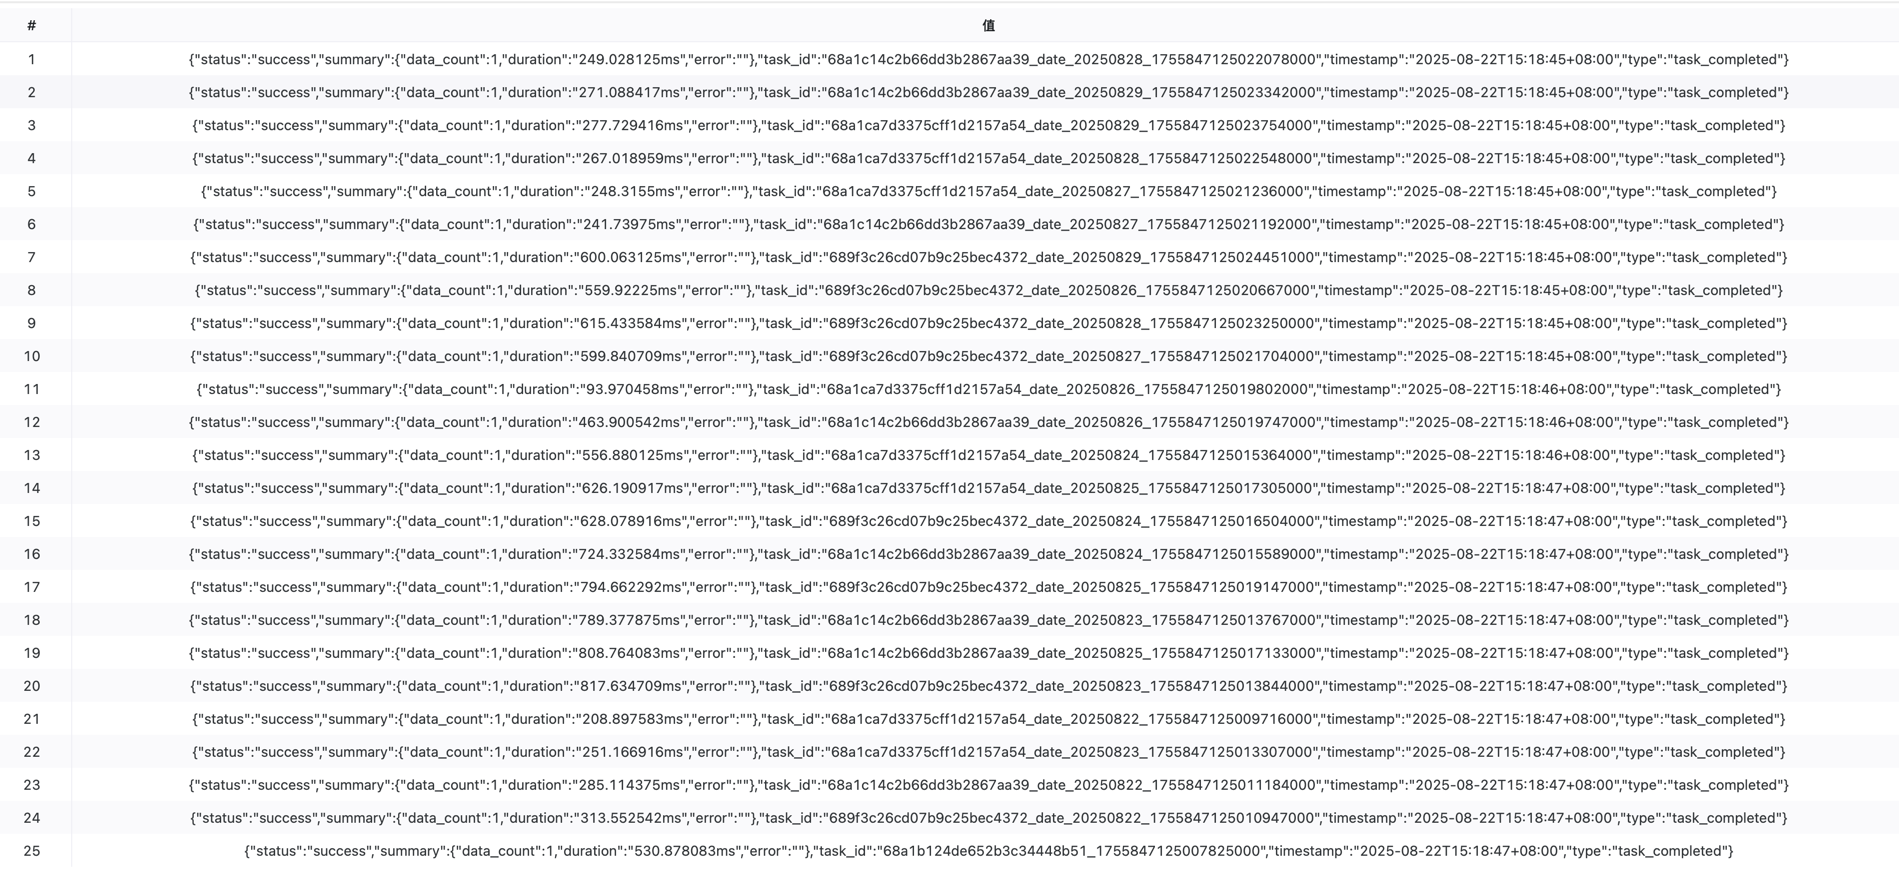 # 值
1 {"status":"success","summary":{"data_count":1,"duration":"249.028125ms","error":""},"task_id":"68a1c14c2b66dd3b2867aa39_date_20250828_1755847125022078000","timestamp":"2025-08-22T15:18:45+08:00","type":"task_completed"}
2 {"status":"success","summary":{"data_count":1,"duration":"271.088417ms","error":""},"task_id":"68a1c14c2b66dd3b2867aa39_date_20250829_1755847125023342000","timestamp":"2025-08-22T15:18:45+08:00","type":"task_completed"}
3 {"status":"success","summary":{"data_count":1,"duration":"277.729416ms","error":""},"task_id":"68a1ca7d3375cff1d2157a54_date_20250829_1755847125023754000","timestamp":"2025-08-22T15:18:45+08:00","type":"task_completed"}
4 {"status":"success","summary":{"data_count":1,"duration":"267.018959ms","error":""},"task_id":"68a1ca7d3375cff1d2157a54_date_20250828_1755847125022548000","timestamp":"2025-08-22T15:18:45+08:00","type":"task_completed"}
5 {"status":"success","summary":{"data_count":1,"duration":"248.3155ms","error":""},"task_id":"68a1ca7d3375cff1d2157a54_date_20250827_1755847125021236000","timestamp":"2025-08-22T15:18:45+08:00","type":"task_completed"}
6 {"status":"success","summary":{"data_count":1,"duration":"241.73975ms","error":""},"task_id":"68a1c14c2b66dd3b2867aa39_date_20250827_1755847125021192000","timestamp":"2025-08-22T15:18:45+08:00","type":"task_completed"}
7 {"status":"success","summary":{"data_count":1,"duration":"600.063125ms","error":""},"task_id":"689f3c26cd07b9c25bec4372_date_20250829_1755847125024451000","timestamp":"2025-08-22T15:18:45+08:00","type":"task_completed"}
8 {"status":"success","summary":{"data_count":1,"duration":"559.92225ms","error":""},"task_id":"689f3c26cd07b9c25bec4372_date_20250826_1755847125020667000","timestamp":"2025-08-22T15:18:45+08:00","type":"task_completed"}
9 {"status":"success","summary":{"data_count":1,"duration":"615.433584ms","error":""},"task_id":"689f3c26cd07b9c25bec4372_date_20250828_1755847125023250000","timestamp":"2025-08-22T15:18:45+08:00","type":"task_completed"}
10 {"status":"success","summary":{"data_count":1,"duration":"599.840709ms","error":""},"task_id":"689f3c26cd07b9c25bec4372_date_20250827_1755847125021704000","timestamp":"2025-08-22T15:18:45+08:00","type":"task_completed"}
11 {"status":"success","summary":{"data_count":1,"duration":"93.970458ms","error":""},"task_id":"68a1ca7d3375cff1d2157a54_date_20250826_1755847125019802000","timestamp":"2025-08-22T15:18:46+08:00","type":"task_completed"}
12 {"status":"success","summary":{"data_count":1,"duration":"463.900542ms","error":""},"task_id":"68a1c14c2b66dd3b2867aa39_date_20250826_1755847125019747000","timestamp":"2025-08-22T15:18:46+08:00","type":"task_completed"}
13 {"status":"success","summary":{"data_count":1,"duration":"556.880125ms","error":""},"task_id":"68a1ca7d3375cff1d2157a54_date_20250824_1755847125015364000","timestamp":"2025-08-22T15:18:46+08:00","type":"task_completed"}
14 {"status":"success","summary":{"data_count":1,"duration":"626.190917ms","error":""},"task_id":"68a1ca7d3375cff1d2157a54_date_20250825_1755847125017305000","timestamp":"2025-08-22T15:18:47+08:00","type":"task_completed"}
15 {"status":"success","summary":{"data_count":1,"duration":"628.078916ms","error":""},"task_id":"689f3c26cd07b9c25bec4372_date_20250824_1755847125016504000","timestamp":"2025-08-22T15:18:47+08:00","type":"task_completed"}
16 {"status":"success","summary":{"data_count":1,"duration":"724.332584ms","error":""},"task_id":"68a1c14c2b66dd3b2867aa39_date_20250824_1755847125015589000","timestamp":"2025-08-22T15:18:47+08:00","type":"task_completed"}
17 {"status":"success","summary":{"data_count":1,"duration":"794.662292ms","error":""},"task_id":"689f3c26cd07b9c25bec4372_date_20250825_1755847125019147000","timestamp":"2025-08-22T15:18:47+08:00","type":"task_completed"}
18 {"status":"success","summary":{"data_count":1,"duration":"789.377875ms","error":""},"task_id":"68a1c14c2b66dd3b2867aa39_date_20250823_1755847125013767000","timestamp":"2025-08-22T15:18:47+08:00","type":"task_completed"}
19 {"status":"success","summary":{"data_count":1,"duration":"808.764083ms","error":""},"task_id":"68a1c14c2b66dd3b2867aa39_date_20250825_1755847125017133000","timestamp":"2025-08-22T15:18:47+08:00","type":"task_completed"}
20 {"status":"success","summary":{"data_count":1,"duration":"817.634709ms","error":""},"task_id":"689f3c26cd07b9c25bec4372_date_20250823_1755847125013844000","timestamp":"2025-08-22T15:18:47+08:00","type":"task_completed"}
21 {"status":"success","summary":{"data_count":1,"duration":"208.897583ms","error":""},"task_id":"68a1ca7d3375cff1d2157a54_date_20250822_1755847125009716000","timestamp":"2025-08-22T15:18:47+08:00","type":"task_completed"}
22 {"status":"success","summary":{"data_count":1,"duration":"251.166916ms","error":""},"task_id":"68a1ca7d3375cff1d2157a54_date_20250823_1755847125013307000","timestamp":"2025-08-22T15:18:47+08:00","type":"task_completed"}
23 {"status":"success","summary":{"data_count":1,"duration":"285.114375ms","error":""},"task_id":"68a1c14c2b66dd3b2867aa39_date_20250822_1755847125011184000","timestamp":"2025-08-22T15:18:47+08:00","type":"task_completed"}
24 {"status":"success","summary":{"data_count":1,"duration":"313.552542ms","error":""},"task_id":"689f3c26cd07b9c25bec4372_date_20250822_1755847125010947000","timestamp":"2025-08-22T15:18:47+08:00","type":"task_completed"}
25 {"status":"success","summary":{"data_count":1,"duration":"530.878083ms","error":""},"task_id":"68a1b124de652b3c34448b51_1755847125007825000","timestamp":"2025-08-22T15:18:47+08:00","type":"task_completed"}